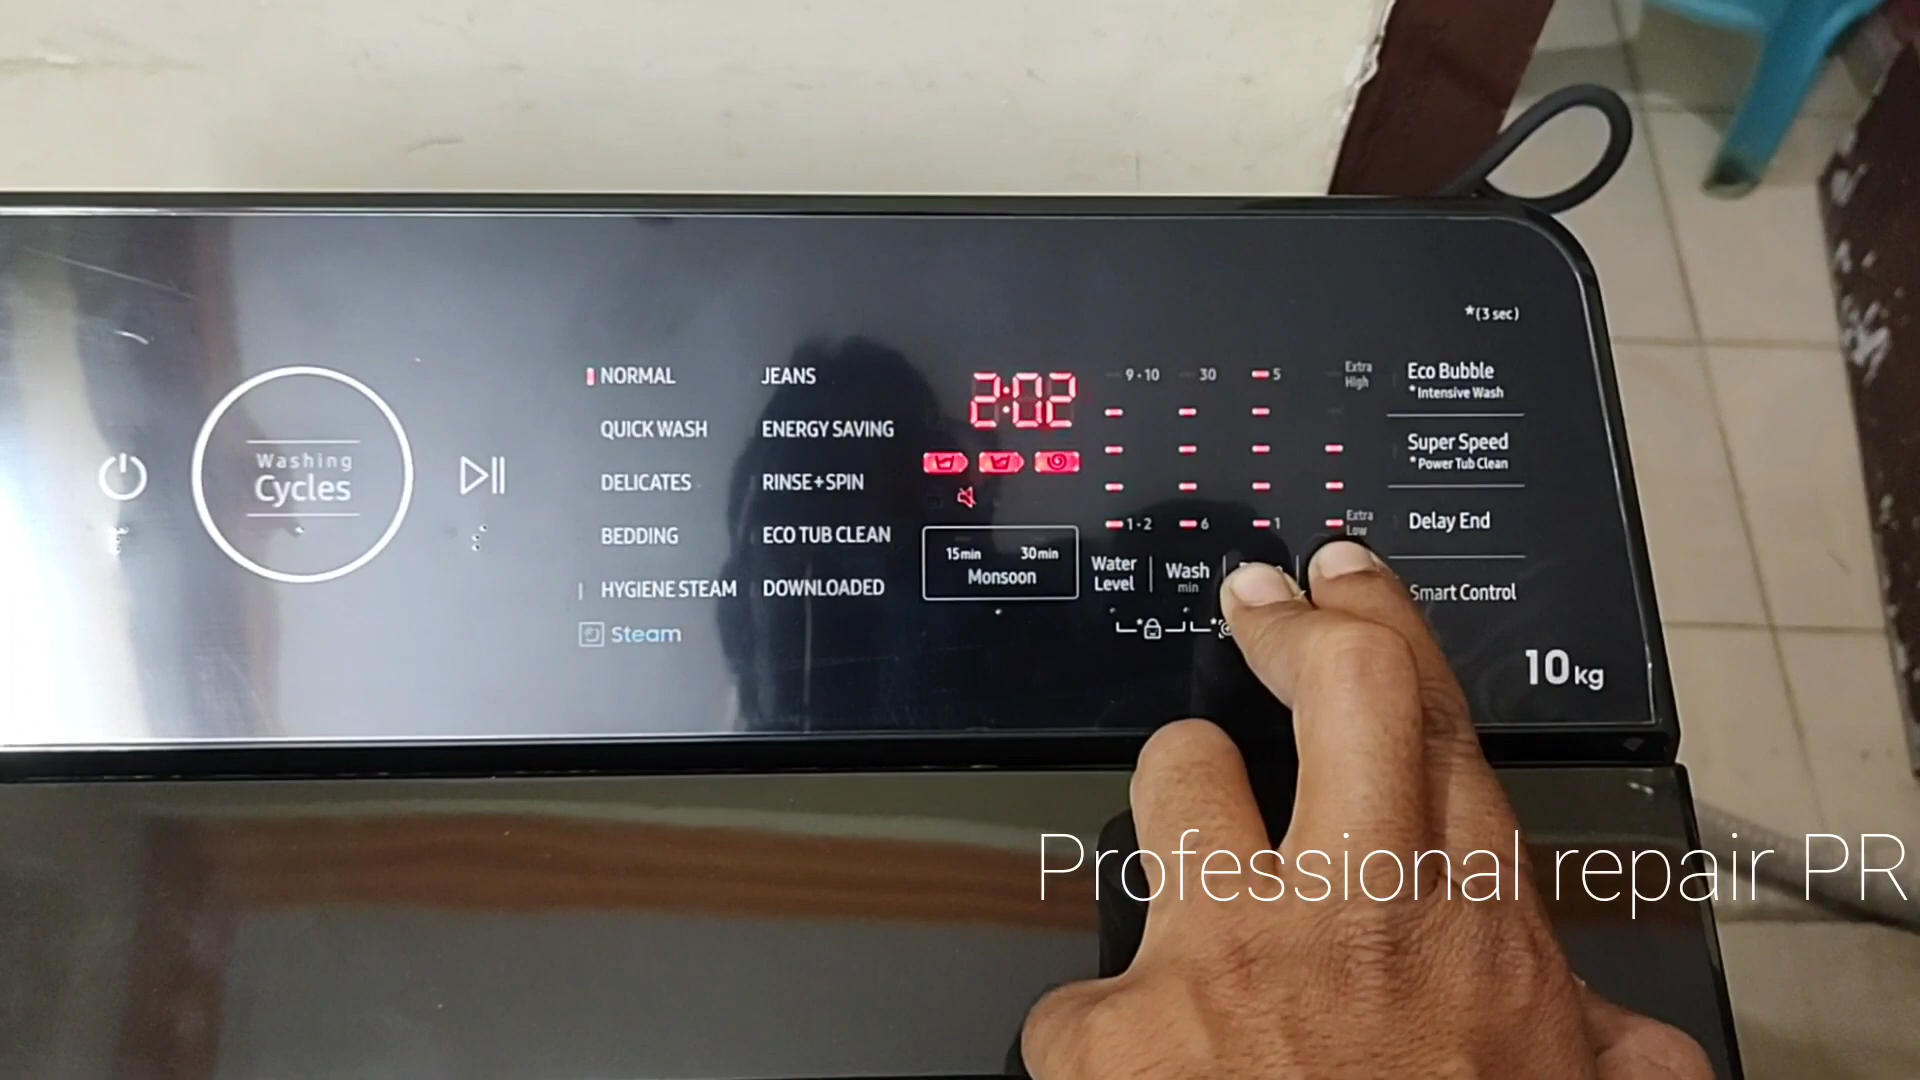 *(3 sec)
Washing
Cycles
NORMAL
QUICK WASH
DELICATES
BEDDING
HYGIENE STEAM
Steam
JEANS
ENERGY SAVING
RINSE+SPIN
ECO TUB CLEAN
DOWNLOADED
2:02
15min 30min
Monsoon
9-10 30 5 Extra High
1-2 6 1 Extra Low
Water Level
Wash
min
Eco Bubble
*Intensive Wash
Super Speed
*Power Tub Clean
Delay End
Smart Control
10 kg
Professional repair PR